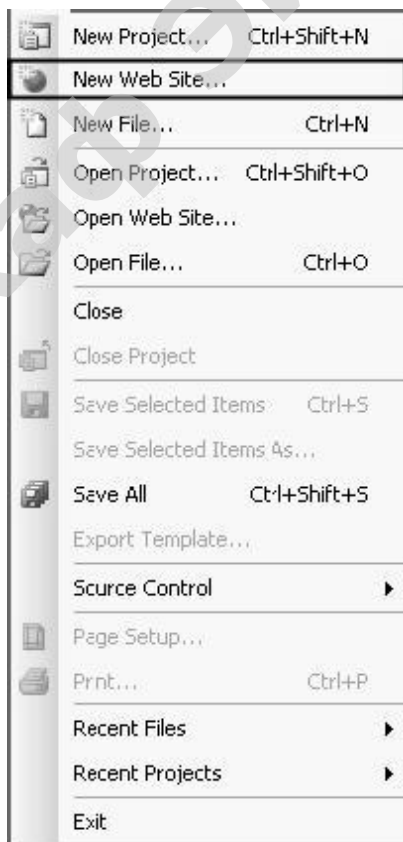 New Project... Ctrl+Shift+N
New Web Site...
New File... Ctrl+N
Open Project... Ctrl+Shift+O
Open Web Site...
Open File... Ctrl+O
Close
Close Project
Save Selected Items Ctrl+S
Save Selected Items As...
Save All Ctrl+Shift+S
Export Template...
Source Control
Page Setup...
Print... Ctrl+P
Recent Files
Recent Projects
Exit